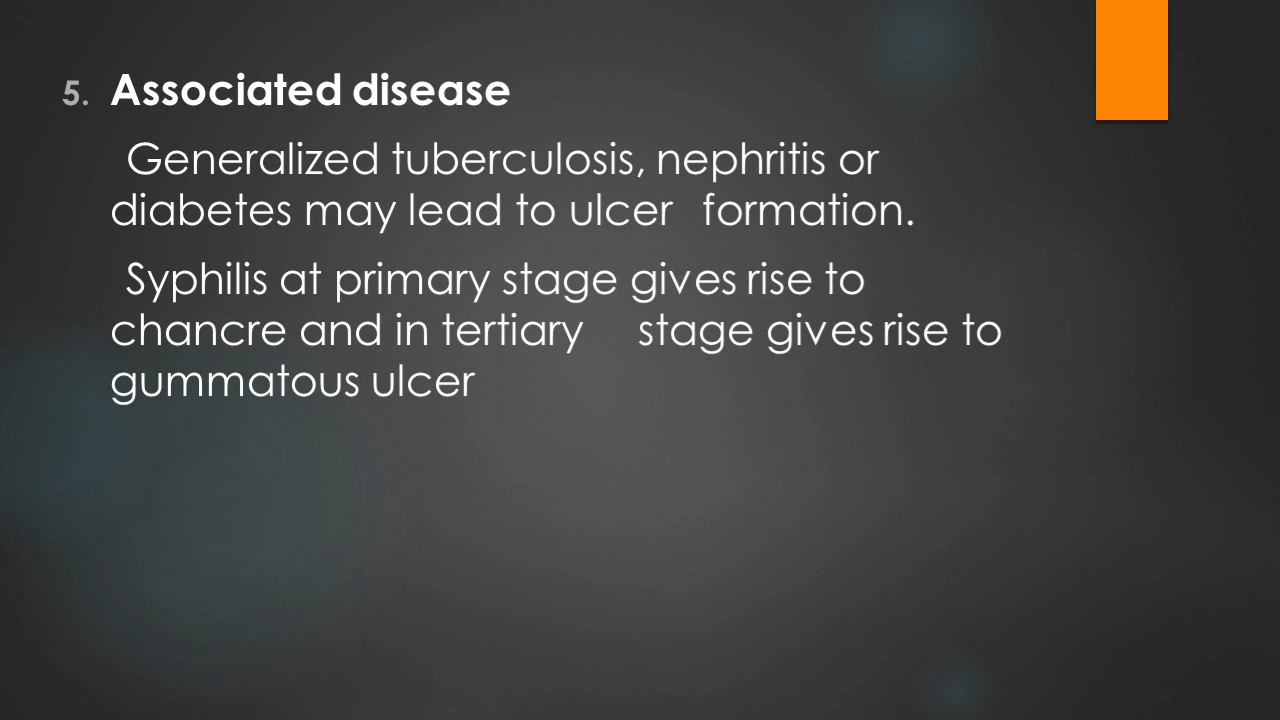 5. Associated disease
Generalized tuberculosis, nephritis or
diabetes may lead to ulcer formation.
Syphilis at primary stage gives rise to
chancre and in tertiary stage gives rise to
gummatous ulcer